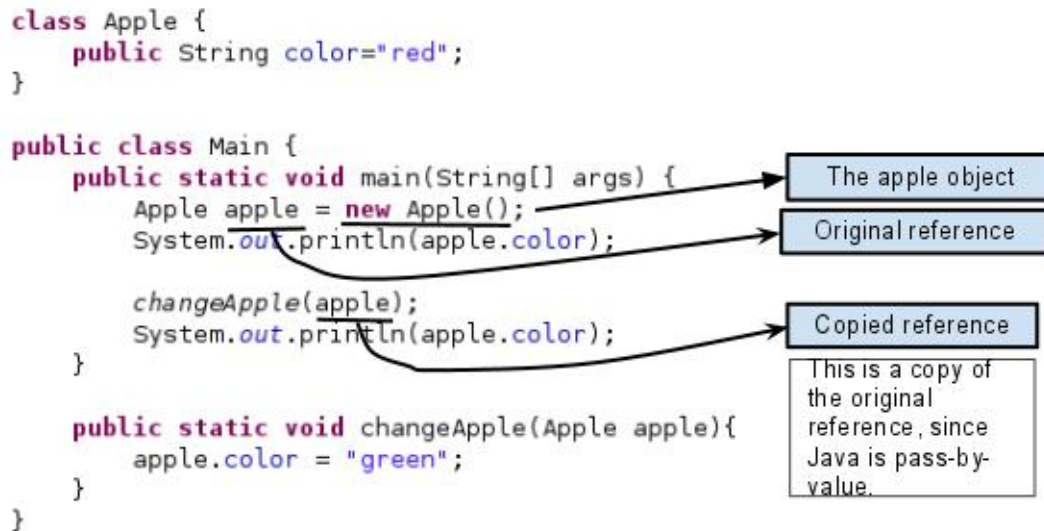 class Apple {
    public String color="red";
}
public class Main {
    public static void main(String[] args) {
        Apple apple = new Apple();
        System.out.println(apple.color);
        changeApple(apple);
        System.out.println(apple.color);
    }
    public static void changeApple(Apple apple){
        apple.color = "green";
    }
}
The apple object
Original reference
Copied reference
This is a copy of
the original
reference, since
Java is pass-by-
value.